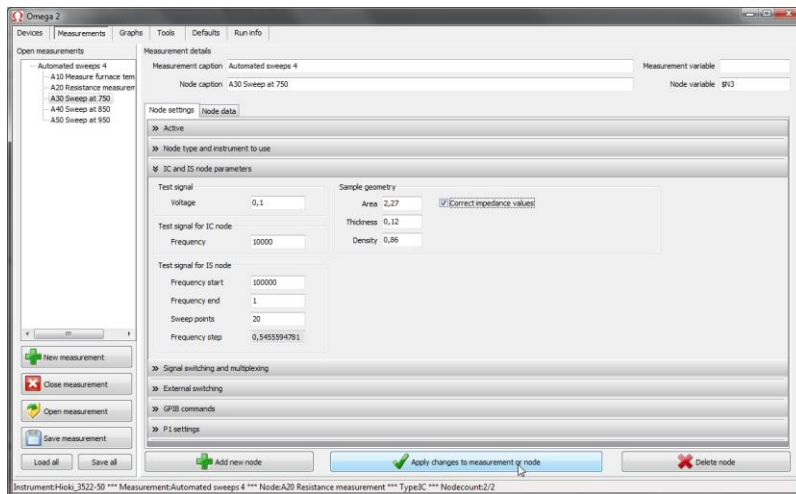 Omega 2
Devices Measurements Graphs Tools Defaults Run info
Open measurements
Automated sweeps 4
A10 Measure furnace tem
A20 Resistance measurem
A30 Sweep at 750
A40 Sweep at 850
A50 Sweep at 950
New measurement
Close measurement
Open measurement
Save measurement
Load all Save all
Measurement details
Measurement caption Automated sweeps 4 Measurement variable
Node caption A30 Sweep at 750 Node variable $N3
Node settings Node data
Active
Node type and instrument to use
IC and IS node parameters
Test signal
Voltage 0,1
Test signal for IC node
Frequency 10000
Test signal for IS node
Frequency start 100000
Frequency end 1
Sweep points 20
Frequency step 0,5455594781
Sample geometry
Area 2,27 Correct impedance values
Thickness 0,12
Density 0,86
Signal switching and multiplexing
External switching
GPIB commands
P1 settings
Add new node Apply changes to measurement or node Delete node
Instrument:Hioki_3522-50 *** Measurement:Automated sweeps 4 *** Node:A20 Resistance measurement *** Type:IC *** Nodecount:2/2